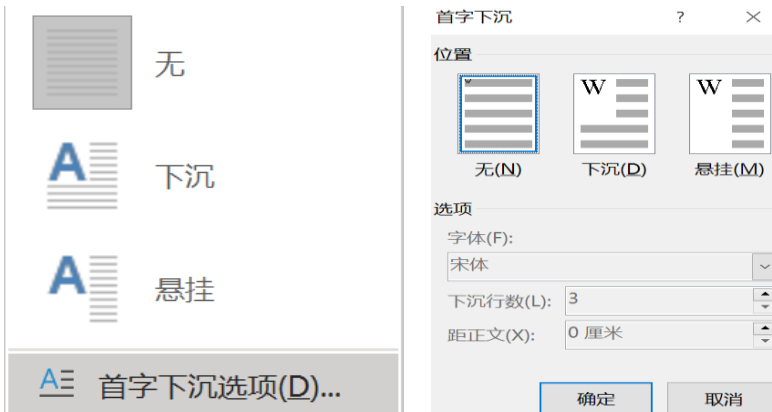 无
A 下沉
A 悬挂
A 首字下沉选项(D)...
首字下沉 ? ×
位置
W W
无(N) 下沉(D) 悬挂(M)
选项
字体(F):
宋体
下沉行数(L): 3
距正文(X): 0 厘米
确定 取消